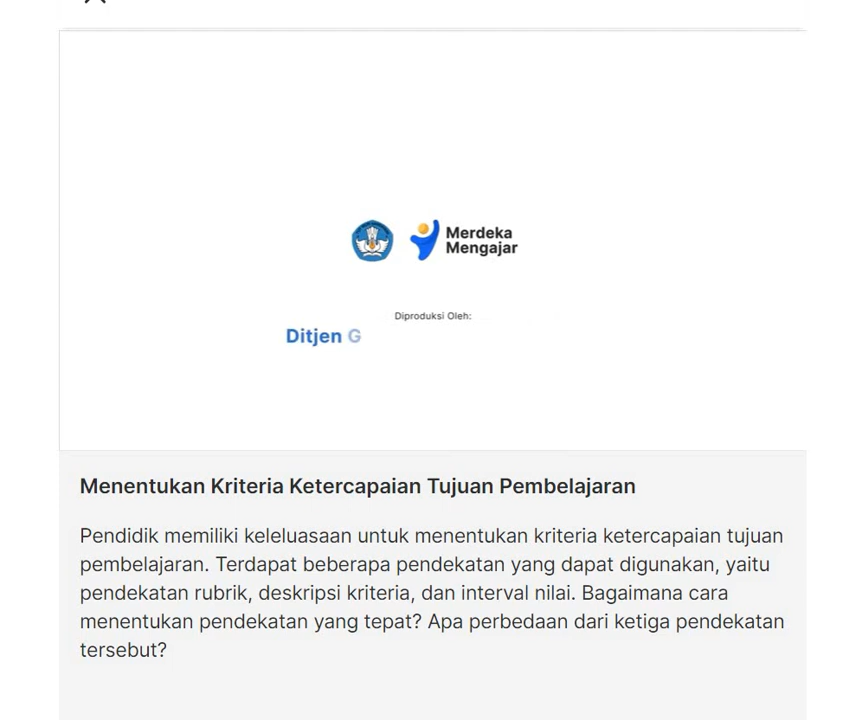 Merdeka
Mengajar
Diproduksi Oleh:
Ditjen G
Menentukan Kriteria Ketercapaian Tujuan Pembelajaran
Pendidik memiliki keleluasaan untuk menentukan kriteria ketercapaian tujuan
pembelajaran. Terdapat beberapa pendekatan yang dapat digunakan, yaitu
pendekatan rubrik, deskripsi kriteria, dan interval nilai. Bagaimana cara
menentukan pendekatan yang tepat? Apa perbedaan dari ketiga pendekatan
tersebut?